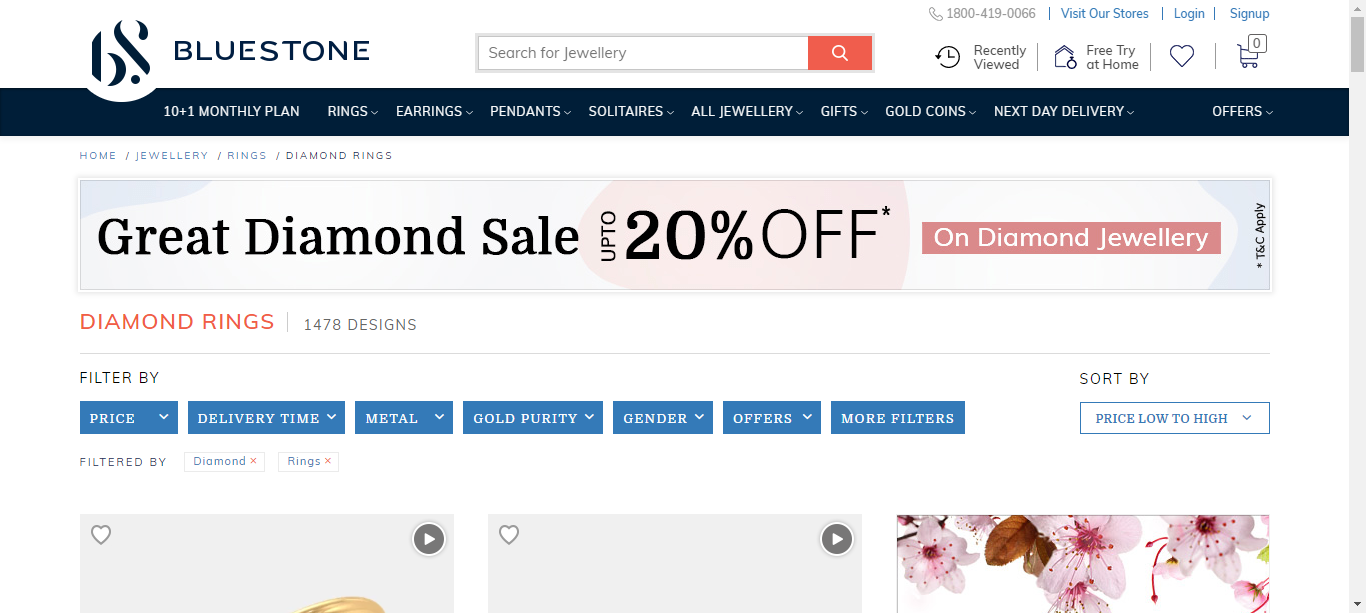 1800-419-0066
Visit Our Stores
Login
Signup
BLUESTONE
Search for Jewellery
Recently
Viewed
Free Try
at Home
0
10+1 MONTHLY PLAN
RINGS
EARRINGS
PENDANTS
SOLITAIRES
ALL JEWELLERY
GIFTS
GOLD COINS
NEXT DAY DELIVERY
OFFERS
HOME / JEWELLERY / RINGS / DIAMOND RINGS
Great Diamond Sale
UPTO
20% OFF*
On Diamond Jewellery
* T&C Apply
DIAMOND RINGS
1478 DESIGNS
FILTER BY
SORT BY
PRICE
DELIVERY TIME
METAL
GOLD PURITY
GENDER
OFFERS
MORE FILTERS
PRICE LOW TO HIGH
FILTERED BY
Diamond ×
Rings ×